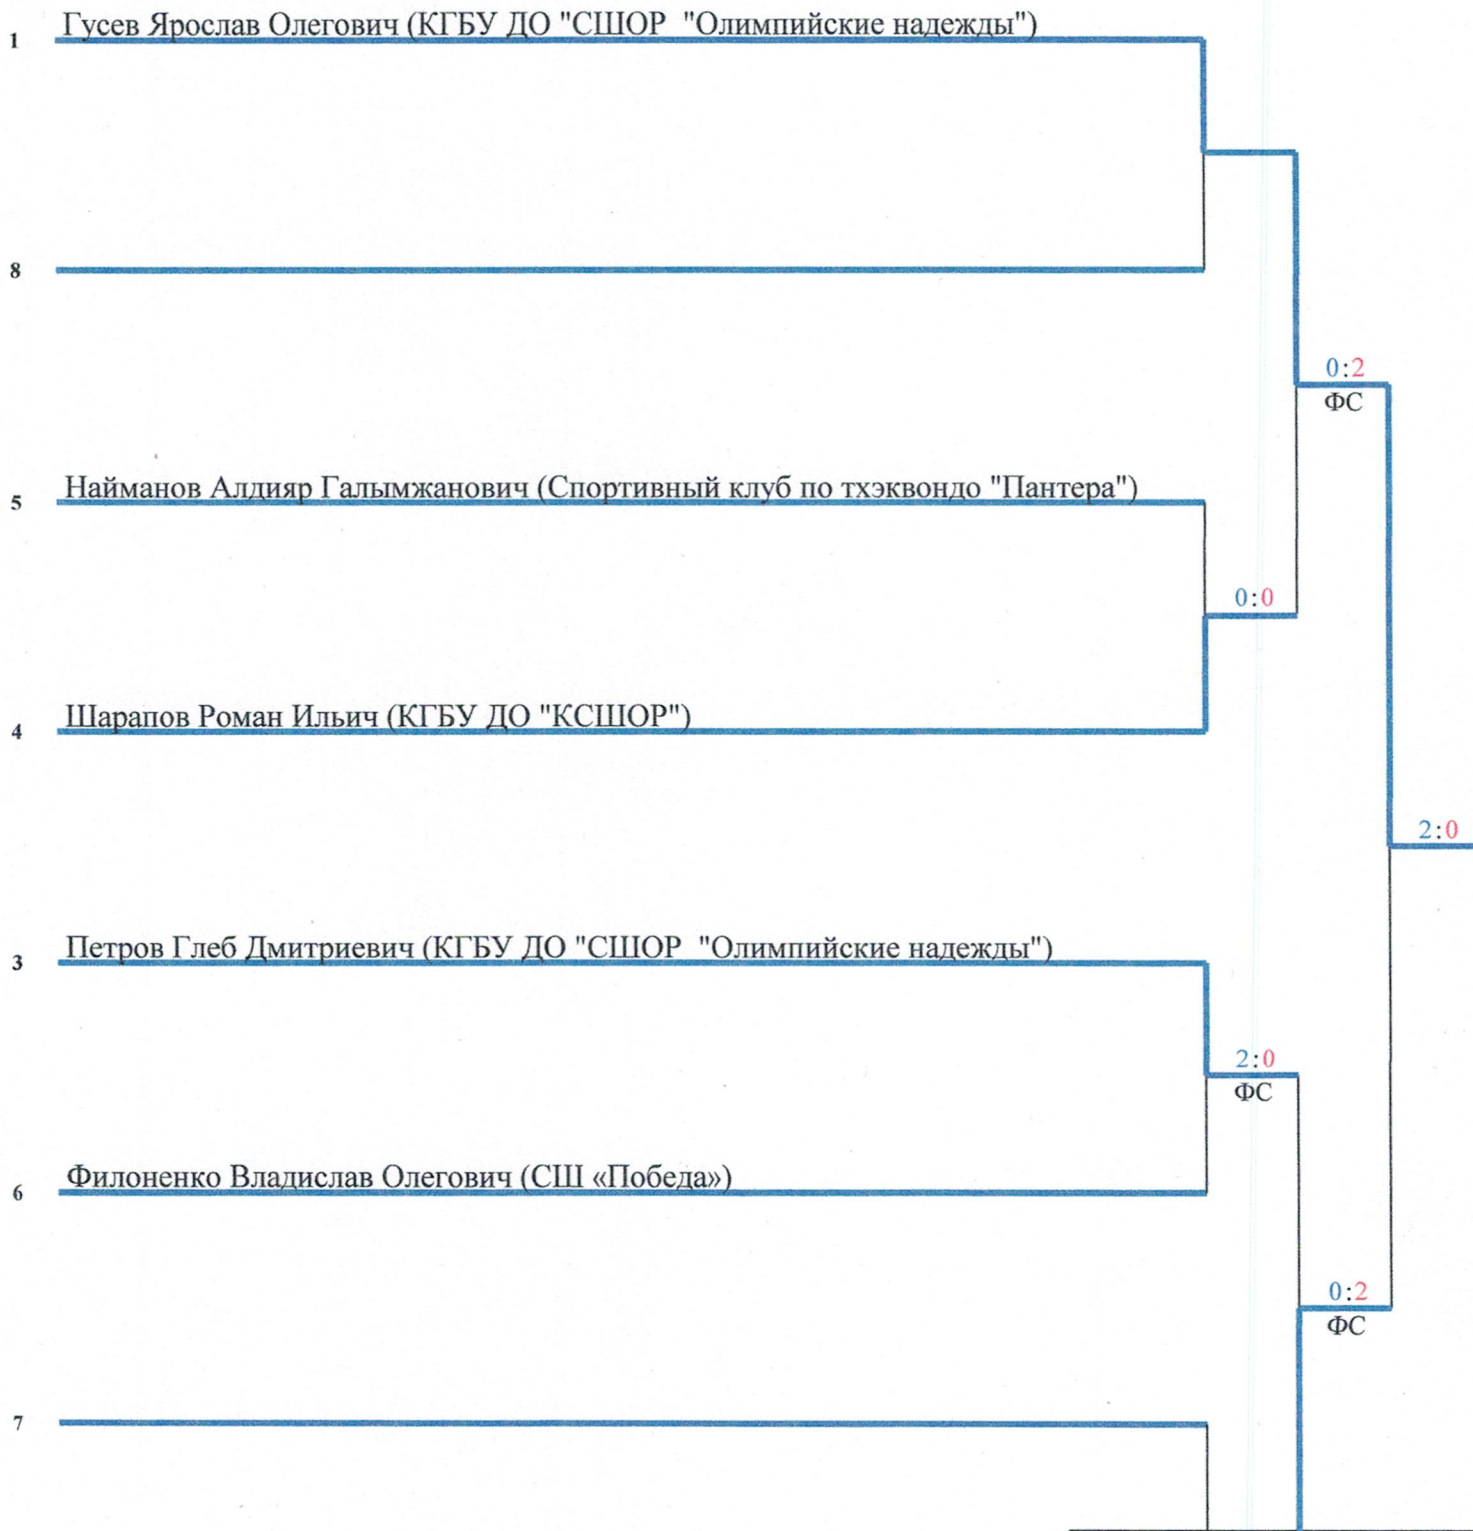 1 Гусев Ярослав Олегович (КГБУ ДО "СШОР "Олимпийские надежды")
8
0:2
ФС
5 Найманов Алдияр Галымжанович (Спортивный клуб по тхэквондо "Пантера")
0:0
4 Шарапов Роман Ильич (КГБУ ДО "КСШОР")
2:0
3 Петров Глеб Дмитриевич (КГБУ ДО "СШОР "Олимпийские надежды")
2:0
ФС
6 Филоненко Владислав Олегович (СШ «Победа»)
0:2
ФС
7